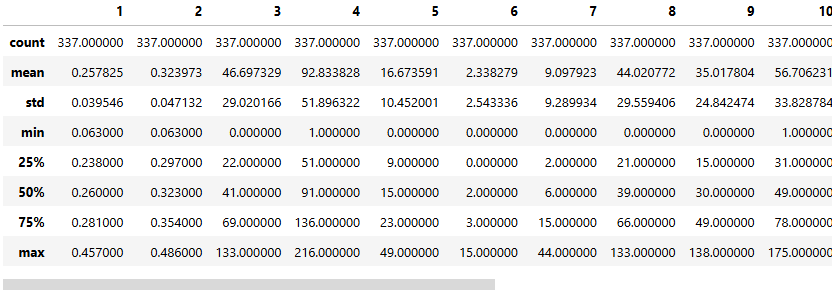 1 2 3 4 5 6 7 8 9 10
count 337.000000 337.000000 337.000000 337.000000 337.000000 337.000000 337.000000 337.000000 337.000000 337.000000
mean 0.257825 0.323973 46.697329 92.833828 16.673591 2.338279 9.097923 44.020772 35.017804 56.706231
std 0.039546 0.047132 29.020166 51.896322 10.452001 2.543336 9.289934 29.559406 24.842474 33.828784
min 0.063000 0.063000 0.000000 1.000000 0.000000 0.000000 0.000000 0.000000 0.000000 1.000000
25% 0.238000 0.297000 22.000000 51.000000 9.000000 0.000000 2.000000 21.000000 15.000000 31.000000
50% 0.260000 0.323000 41.000000 91.000000 15.000000 2.000000 6.000000 39.000000 30.000000 49.000000
75% 0.281000 0.354000 69.000000 136.000000 23.000000 3.000000 15.000000 66.000000 49.000000 78.000000
max 0.457000 0.486000 133.000000 216.000000 49.000000 15.000000 44.000000 133.000000 138.000000 175.000000